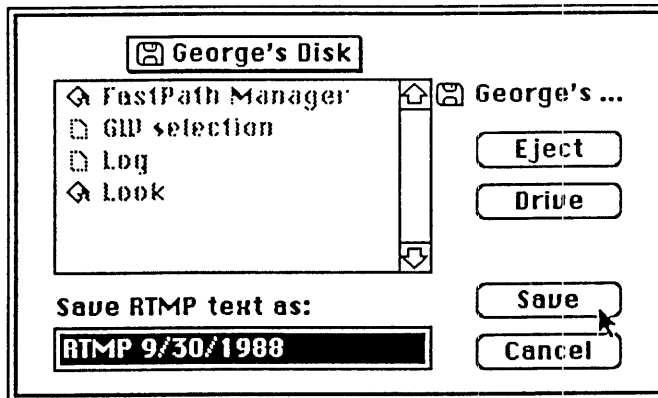 George's Disk
FastPath Manager
GW selection
Log
Look
George's ...
Eject
Drive
Save RTMP text as:
RTMP 9/30/1988
Save
Cancel